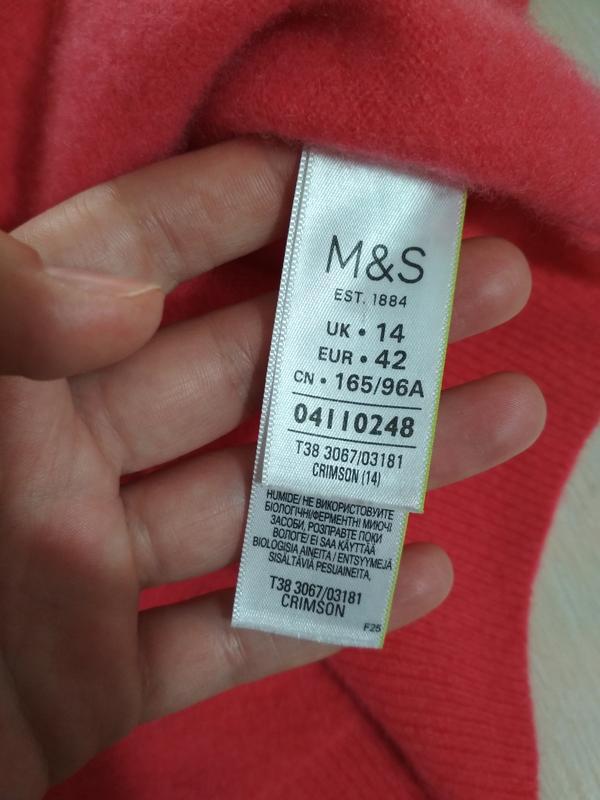 M&S
EST. 1884
UK • 14
EUR • 42
CN • 165/96A
04110248
T38 3067/03181
CRIMSON (14)
HUMIDE/ НЕ ВИКОРИСТОВУЙТЕ
БІОЛОГІЧНІ/ФЕРМЕНТНІ МИЮЧІ
ЗАСОБИ, РОЗПРАВТЕ ПОКИ
ВОЛОГЕ/ EI SAA KÄYTTÄÄ
BIOLOGISIA AINEITA / ENTSYYMEJÄ
SISÄLTÄVIÄ PESUAINEITA,
T38 3067/03181
CRIMSON
F25